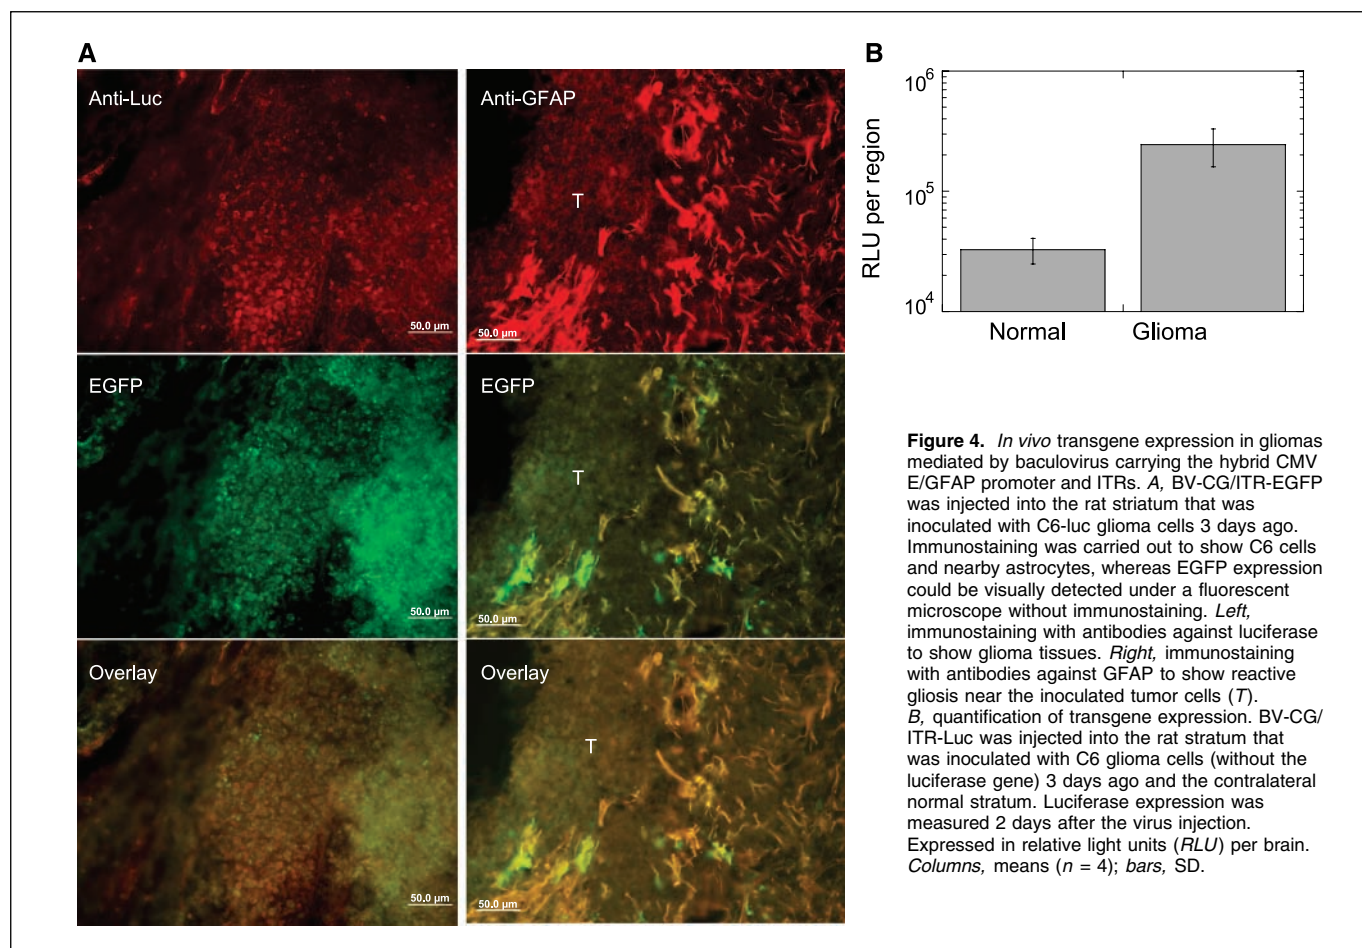 A
Anti-Luc
50.0 µm
Anti-GFAP
T
50.0 µm
EGFP
50.0 µm
EGFP
T
50.0 µm
Overlay
50.0 µm
Overlay
T
50.0 µm
B
10^6
10^5
10^4
RLU per region
Normal
Glioma
Figure 4. In vivo transgene expression in gliomas
mediated by baculovirus carrying the hybrid CMV
E/GFAP promoter and ITRs. A, BV-CG/ITR-EGFP
was injected into the rat striatum that was
inoculated with C6-luc glioma cells 3 days ago.
Immunostaining was carried out to show C6 cells
and nearby astrocytes, whereas EGFP expression
could be visually detected under a fluorescent
microscope without immunostaining. Left,
immunostaining with antibodies against luciferase
to show glioma tissues. Right, immunostaining
with antibodies against GFAP to show reactive
gliosis near the inoculated tumor cells (T).
B, quantification of transgene expression. BV-CG/
ITR-Luc was injected into the rat stratum that
was inoculated with C6 glioma cells (without the
luciferase gene) 3 days ago and the contralateral
normal stratum. Luciferase expression was
measured 2 days after the virus injection.
Expressed in relative light units (RLU) per brain.
Columns, means (n = 4); bars, SD.